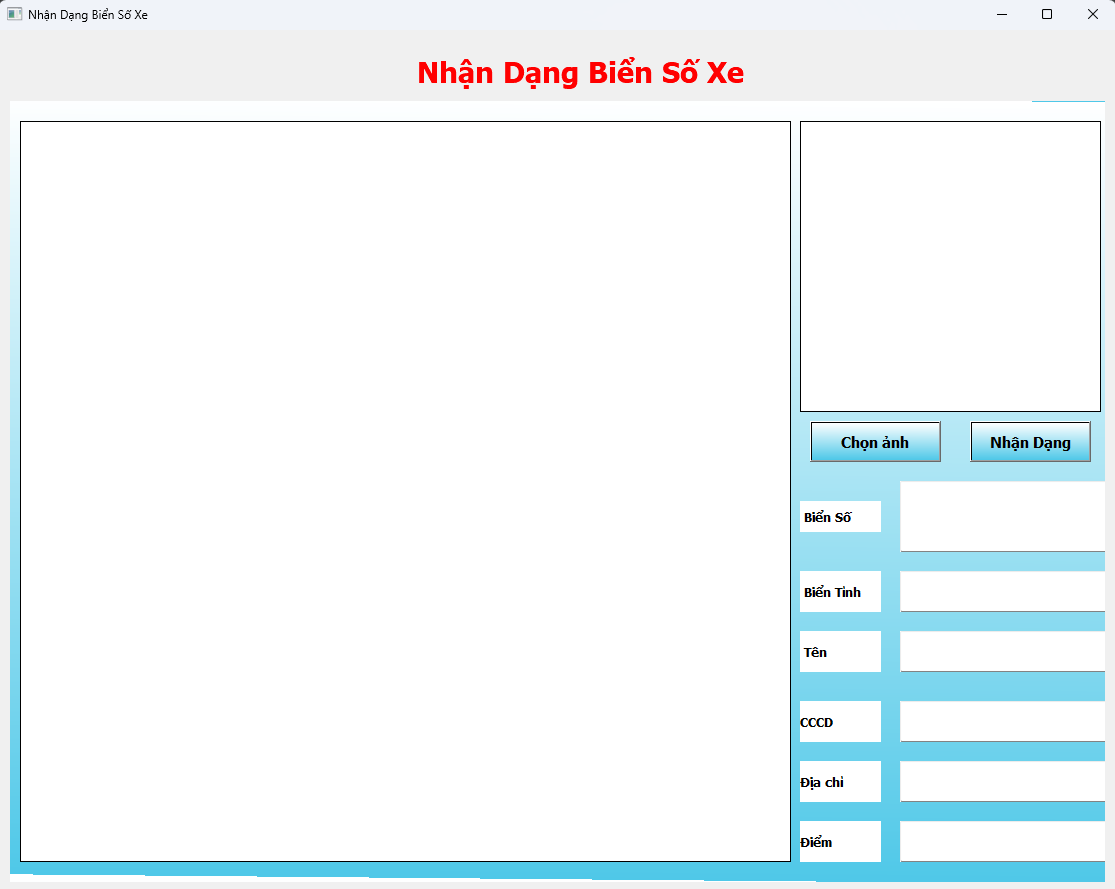 Nhận Dạng Biển Số Xe
Nhận Dạng Biển Số Xe
Chọn ảnh
Nhận Dạng
Biển Số
Biển Tỉnh
Tên
CCCD
Địa chỉ
Điểm